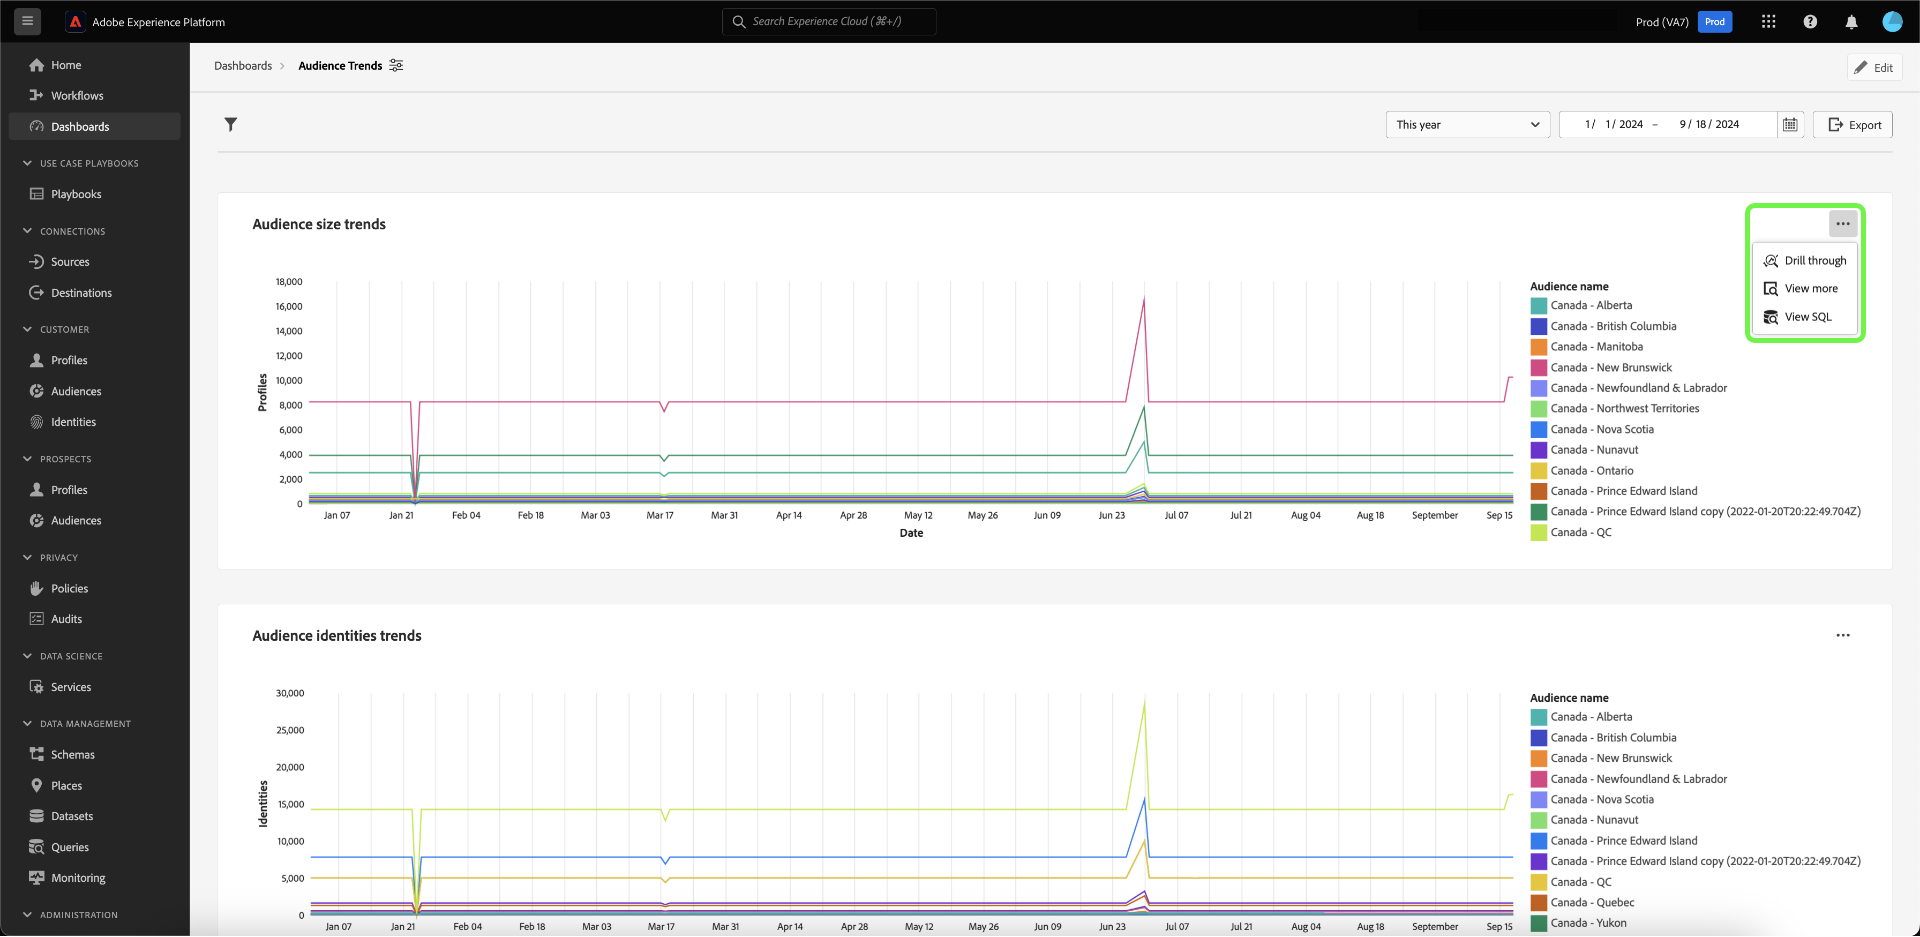 Adobe Experience Platform
Search Experience Cloud (⌘+/)
Prod (VA7)
Prod
Home
Workflows
Dashboards
USE CASE PLAYBOOKS
Playbooks
CONNECTIONS
Sources
Destinations
CUSTOMER
Profiles
Audiences
Identities
PROSPECTS
Profiles
Audiences
PRIVACY
Policies
Audits
DATA SCIENCE
Services
DATA MANAGEMENT
Schemas
Places
Datasets
Queries
Monitoring
ADMINISTRATION
Dashboards > Audience Trends
Edit
This year
1/ 1/ 2024 – 9/ 18/ 2024
Export
Audience size trends
Drill through
View more
View SQL
18,000
16,000
14,000
12,000
10,000
8,000
6,000
4,000
2,000
0
Profiles
Jan 07 Jan 21 Feb 04 Feb 18 Mar 03 Mar 17 Mar 31 Apr 14 Apr 28 May 12 May 26 Jun 09 Jun 23 Jul 07 Jul 21 Aug 04 Aug 18 September Sep 15
Date
Audience name
Canada - Alberta
Canada - British Columbia
Canada - Manitoba
Canada - New Brunswick
Canada - Newfoundland & Labrador
Canada - Northwest Territories
Canada - Nova Scotia
Canada - Nunavut
Canada - Ontario
Canada - Prince Edward Island
Canada - Prince Edward Island copy (2022-01-20T20:22:49.704Z)
Canada - QC
Audience identities trends
30,000
25,000
20,000
15,000
10,000
5,000
0
Identities
Jan 07 Jan 21 Feb 04 Feb 18 Mar 03 Mar 17 Mar 31 Apr 14 Apr 28 May 12 May 26 Jun 09 Jun 23 Jul 07 Jul 21 Aug 04 Aug 18 September Sep 15
Audience name
Canada - Alberta
Canada - British Columbia
Canada - New Brunswick
Canada - Newfoundland & Labrador
Canada - Nova Scotia
Canada - Nunavut
Canada - Prince Edward Island
Canada - Prince Edward Island copy (2022-01-20T20:22:49.704Z)
Canada - QC
Canada - Quebec
Canada - Yukon